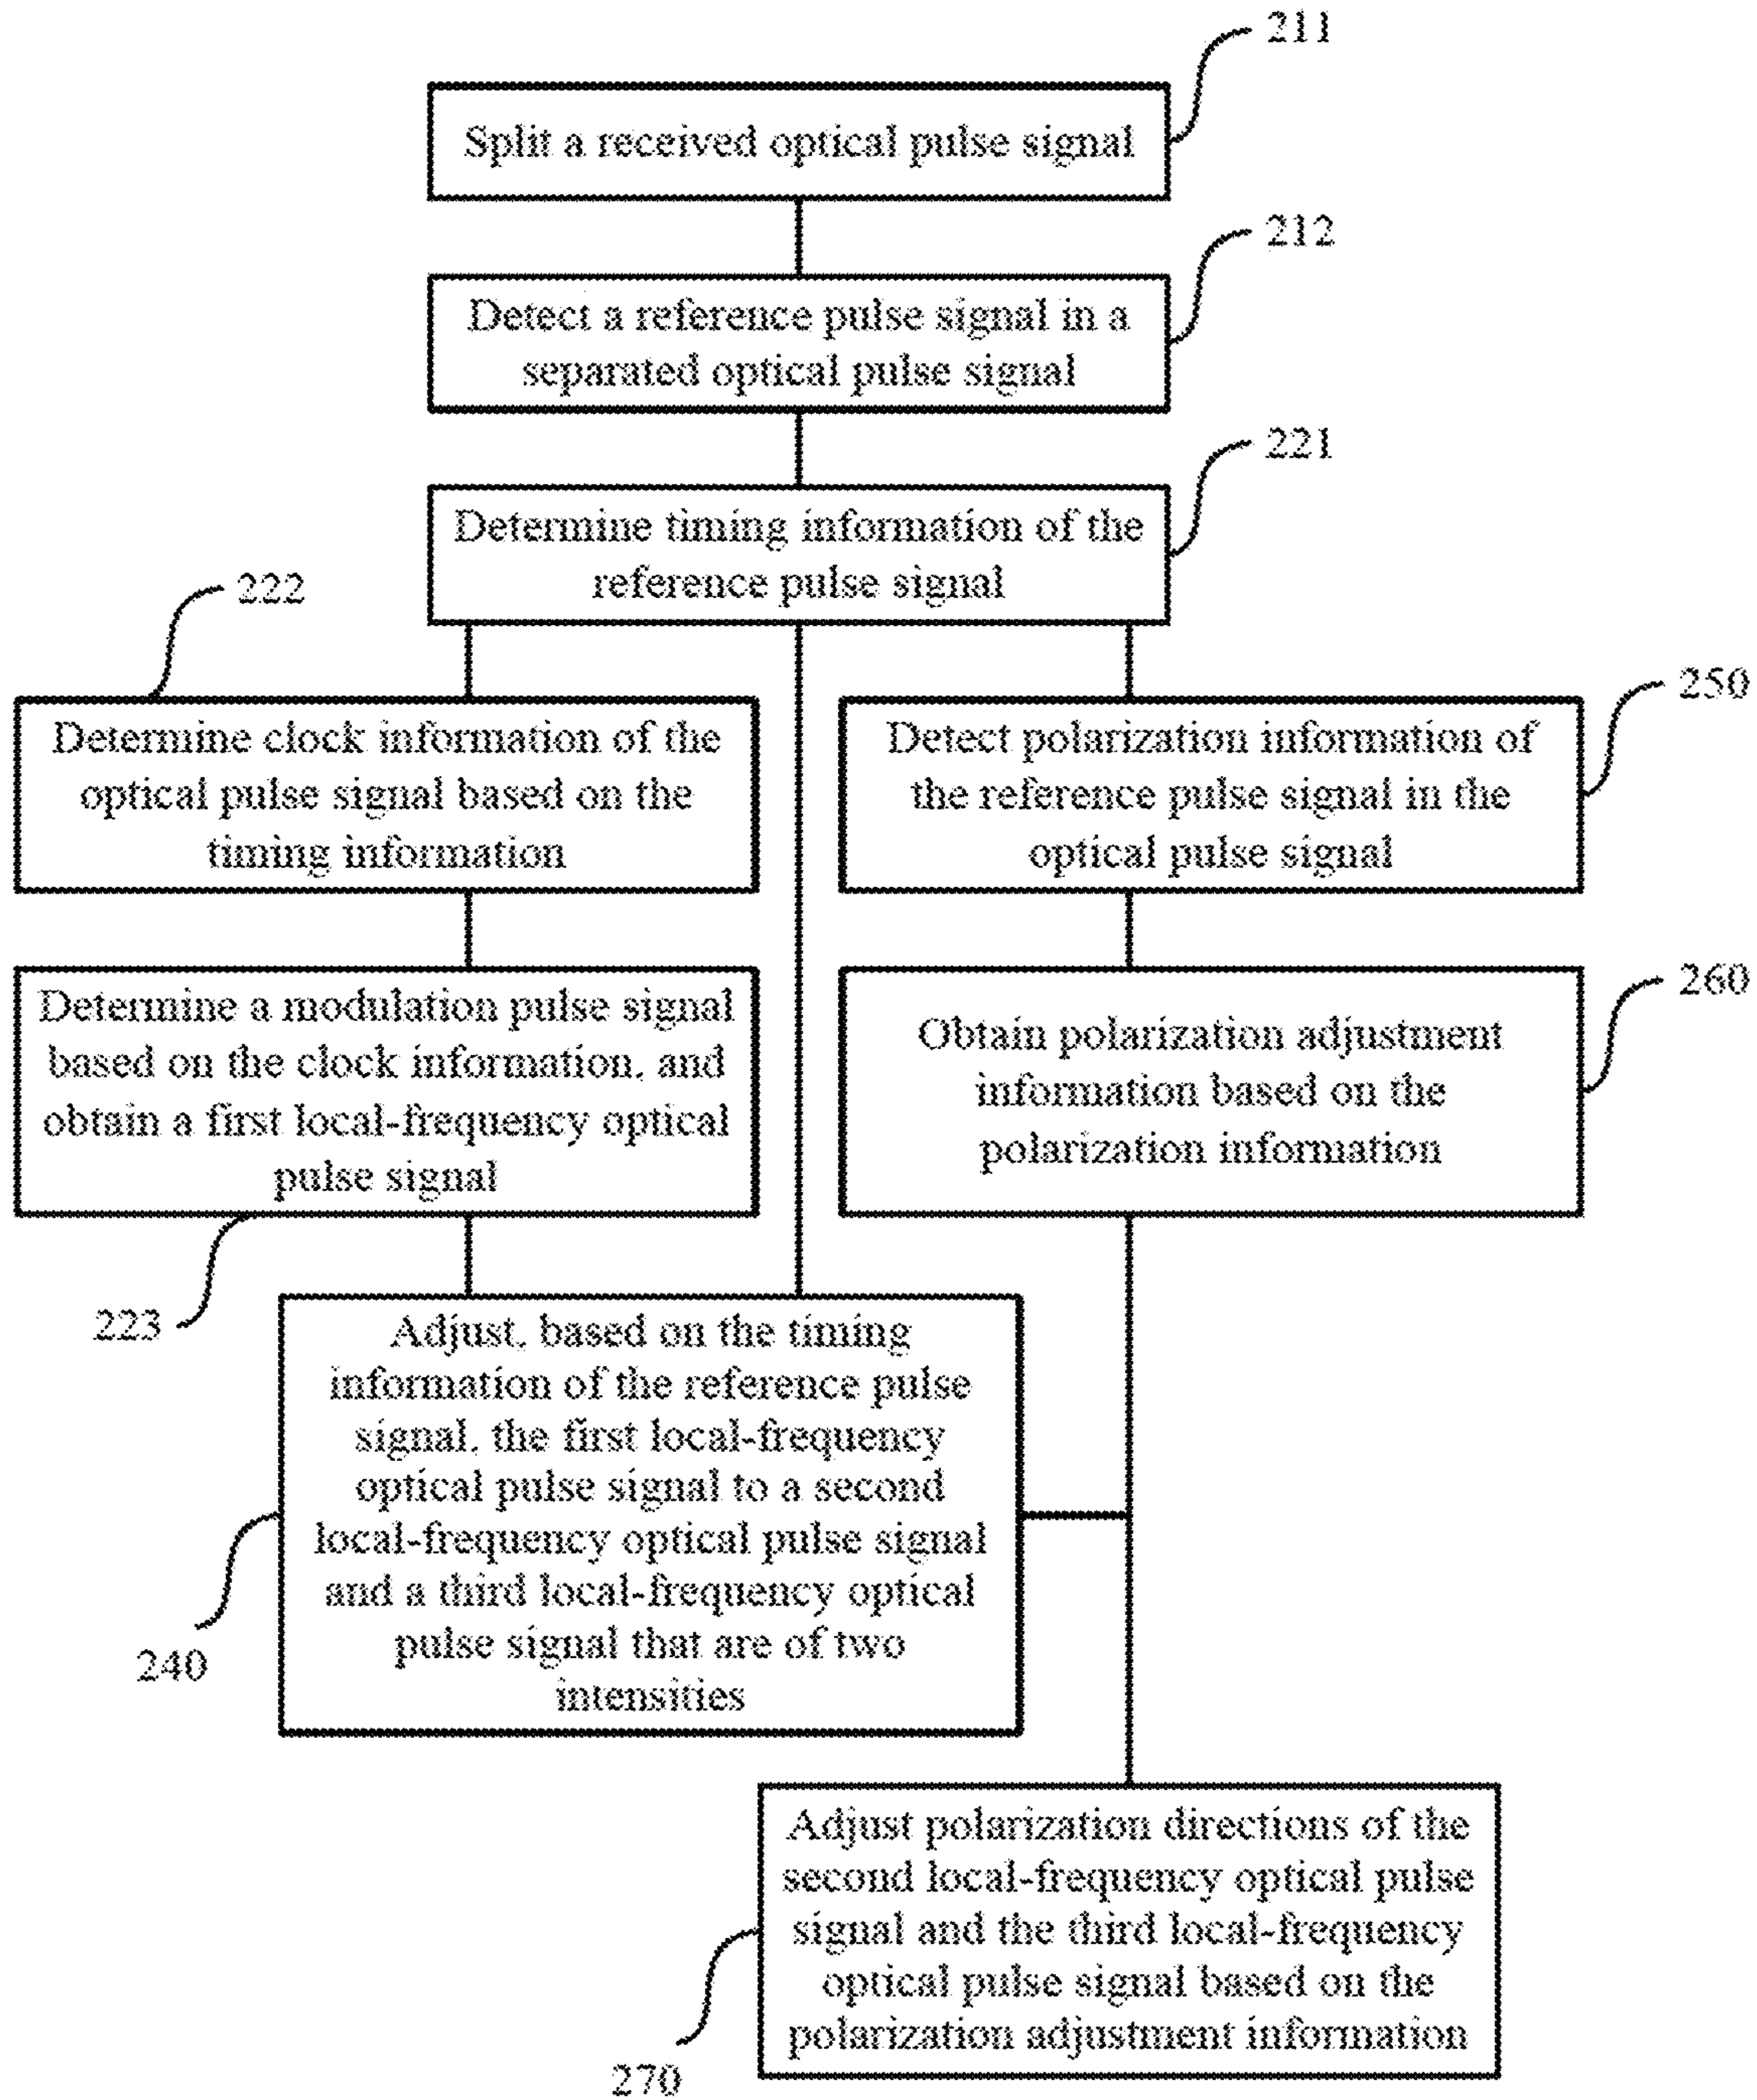 211
Split a received optical pulse signal
212
Detect a reference pulse signal in a
separated optical pulse signal
221
Determine timing information of the
reference pulse signal
222
Determine clock information of the
optical pulse signal based on the
timing information
250
Detect polarization information of
the reference pulse signal in the
optical pulse signal
Determine a modulation pulse signal
based on the clock information, and
obtain a first local-frequency optical
pulse signal
223
260
Obtain polarization adjustment
information based on the
polarization information
Adjust, based on the timing
information of the reference pulse
signal, the first local-frequency
optical pulse signal to a second
local-frequency optical pulse signal
and a third local-frequency optical
pulse signal that are of two
intensities
240
Adjust polarization directions of the
second local-frequency optical pulse
signal and the third local-frequency
optical pulse signal based on the
polarization adjustment information
270